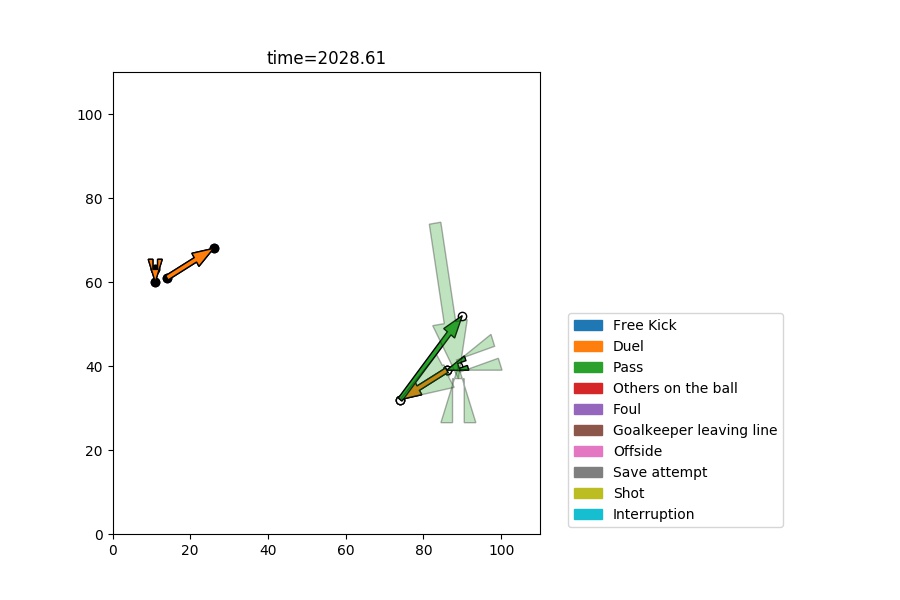 time=2028.61
100
80
60
40
20
0
0 20 40 60 80 100
Free Kick
Duel
Pass
Others on the ball
Foul
Goalkeeper leaving line
Offside
Save attempt
Shot
Interruption